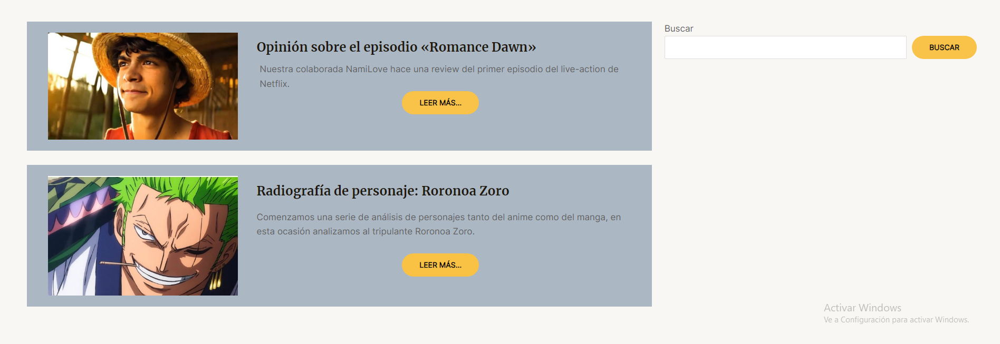 Opinión sobre el episodio «Romance Dawn»
Nuestra colaborada NamiLove hace una review del primer episodio del live-action de
Netflix.
LEER MÁS...
Radiografía de personaje: Roronoa Zoro
Comenzamos una serie de análisis de personajes tanto del anime como del manga, en
esta ocasión analizamos al tripulante Roronoa Zoro.
LEER MÁS...
Buscar
BUSCAR
Activar Windows
Ve a Configuración para activar Windows.